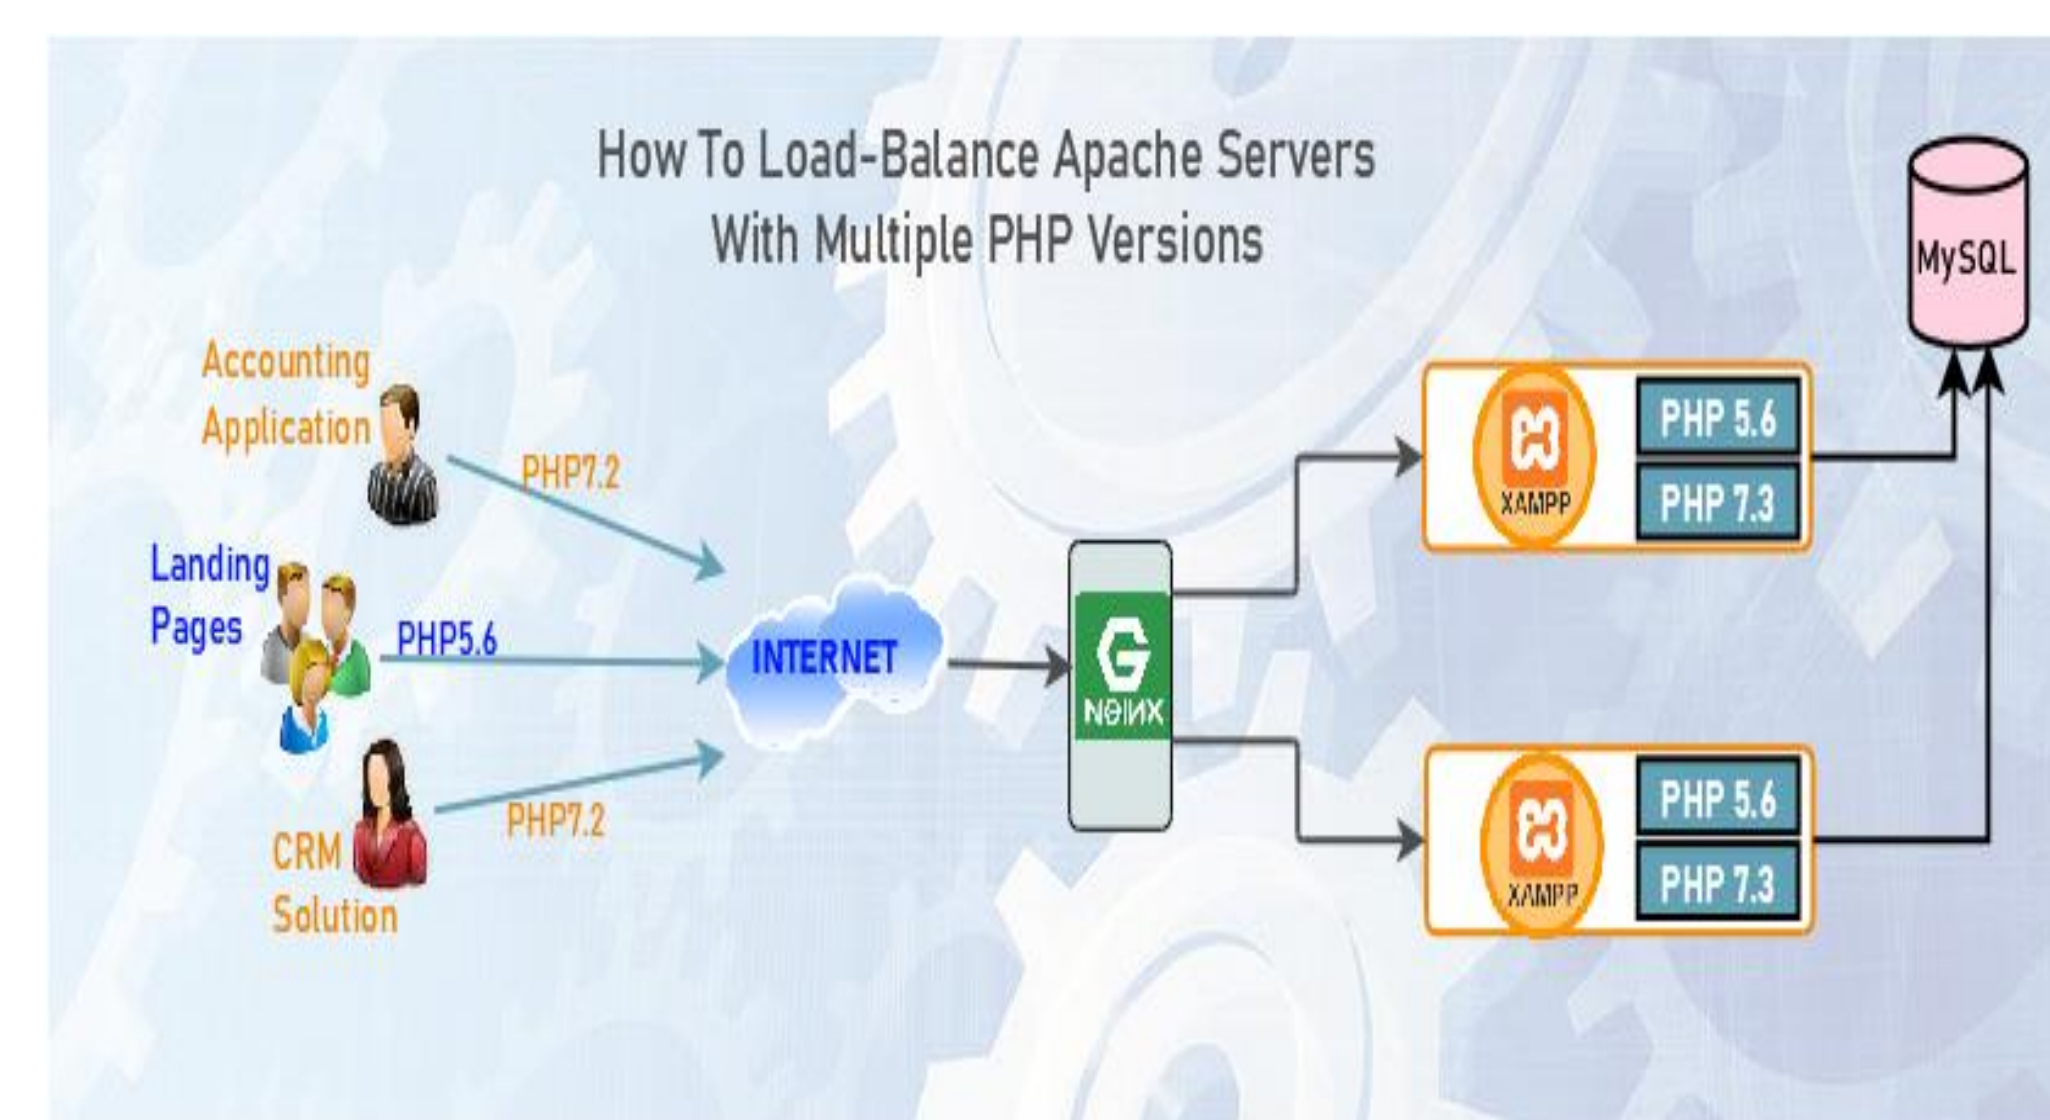 How To Load-Balance Apache Servers
With Multiple PHP Versions
MySQL
Accounting
Application
PHP7.2
Landing
Pages
PHP5.6
INTERNET
NGINX
CRM
Solution
PHP7.2
XAMPP
PHP 5.6
PHP 7.3
XAMPP
PHP 5.6
PHP 7.3